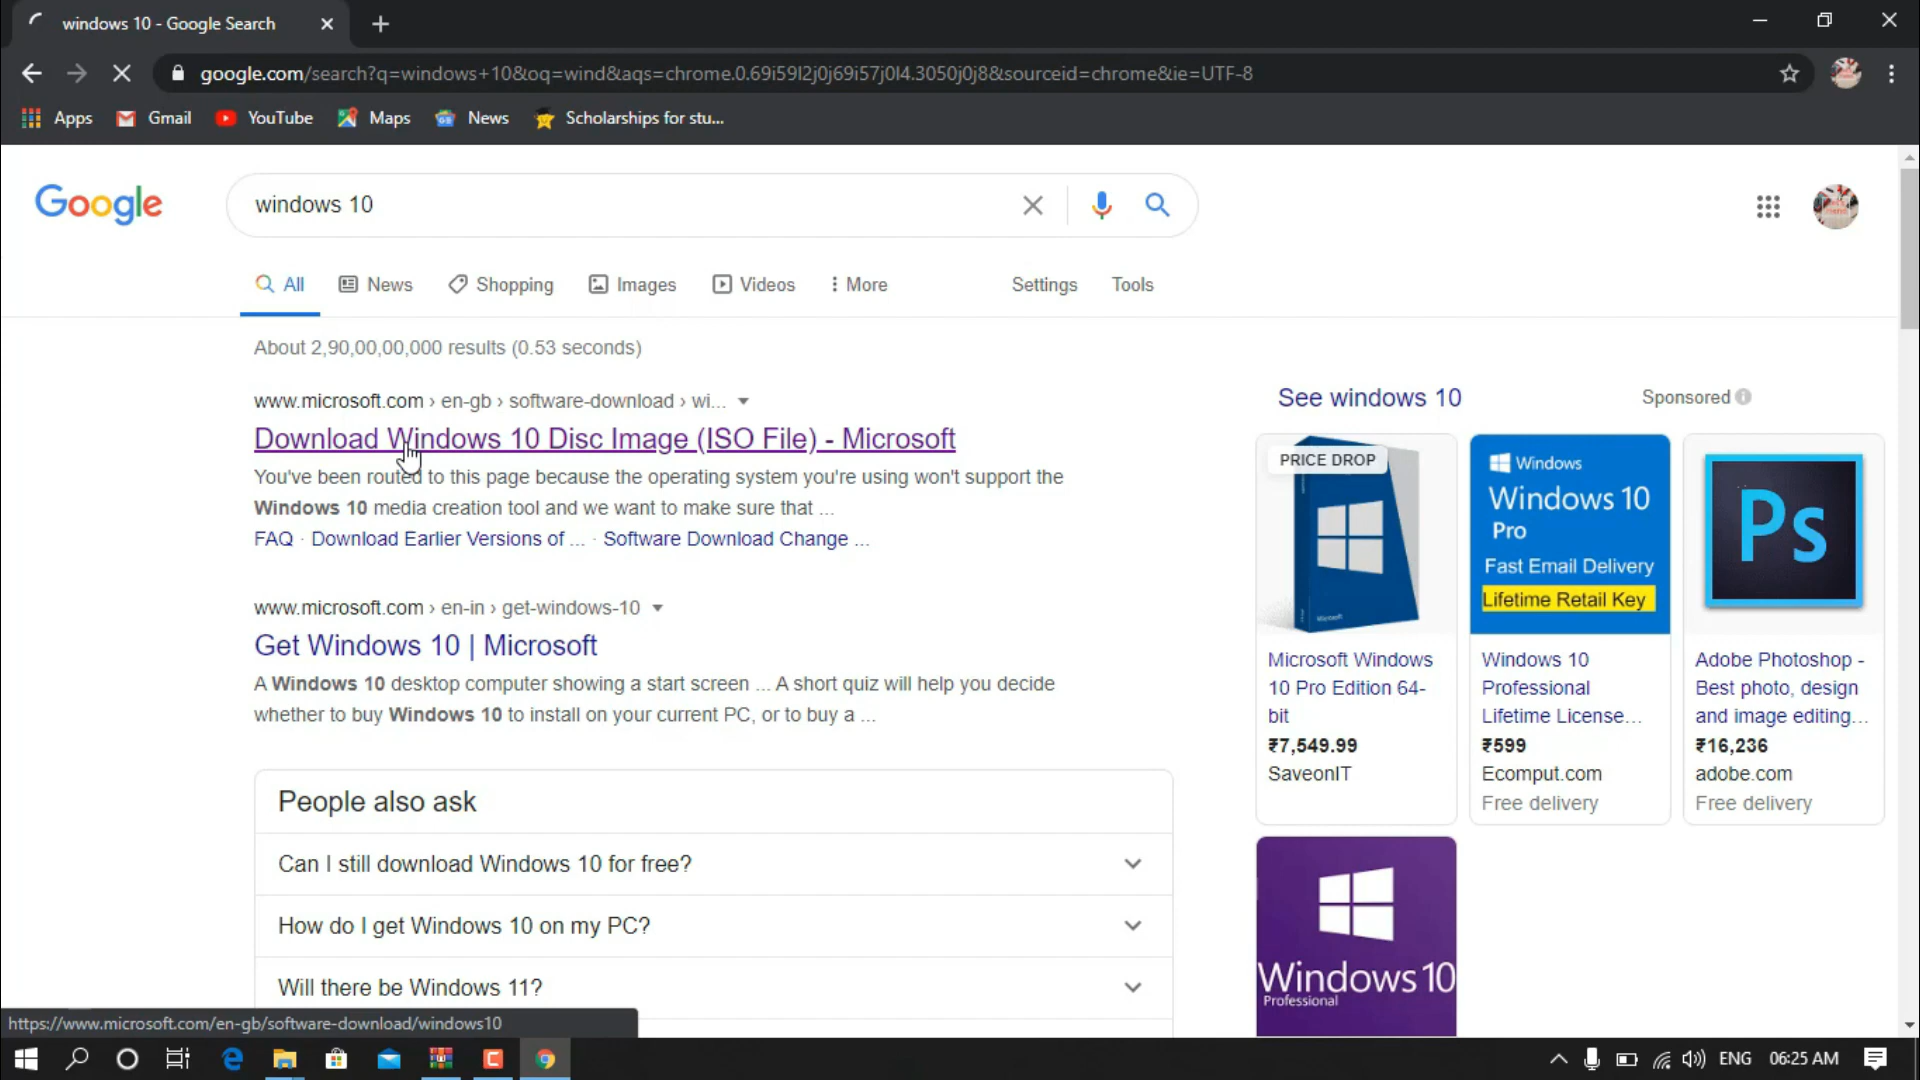 windows 10 - Google Search
google.com/search?q=windows+10&oq=wind&aqs=chrome.0.69i59l2j0j69i57j0l4.3050j0j8&sourceid=chrome&ie=UTF-8
Apps Gmail YouTube Maps News Scholarships for stu...
Google
windows 10
All News Shopping Images Videos More Settings Tools
About 2,90,00,00,000 results (0.53 seconds)
www.microsoft.com › en-gb › software-download › wi...
Download Windows 10 Disc Image (ISO File) - Microsoft
You've been routed to this page because the operating system you're using won't support the
Windows 10 media creation tool and we want to make sure that ...
FAQ · Download Earlier Versions of ... · Software Download Change ...
www.microsoft.com › en-in › get-windows-10
Get Windows 10 | Microsoft
A Windows 10 desktop computer showing a start screen ... A short quiz will help you decide
whether to buy Windows 10 to install on your current PC, or to buy a ...
People also ask
Can I still download Windows 10 for free?
How do I get Windows 10 on my PC?
Will there be Windows 11?
See windows 10
Sponsored
PRICE DROP
Microsoft
Microsoft Windows
10 Pro Edition 64-
bit
₹7,549.99
SaveonIT
Windows
Windows 10
Pro
Fast Email Delivery
Lifetime Retail Key
Windows 10
Professional
Lifetime License...
₹599
Ecomput.com
Free delivery
Ps
Adobe Photoshop -
Best photo, design
and image editing...
₹16,236
adobe.com
Free delivery
Windows 10
Professional
https://www.microsoft.com/en-gb/software-download/windows10
ENG 06:25 AM